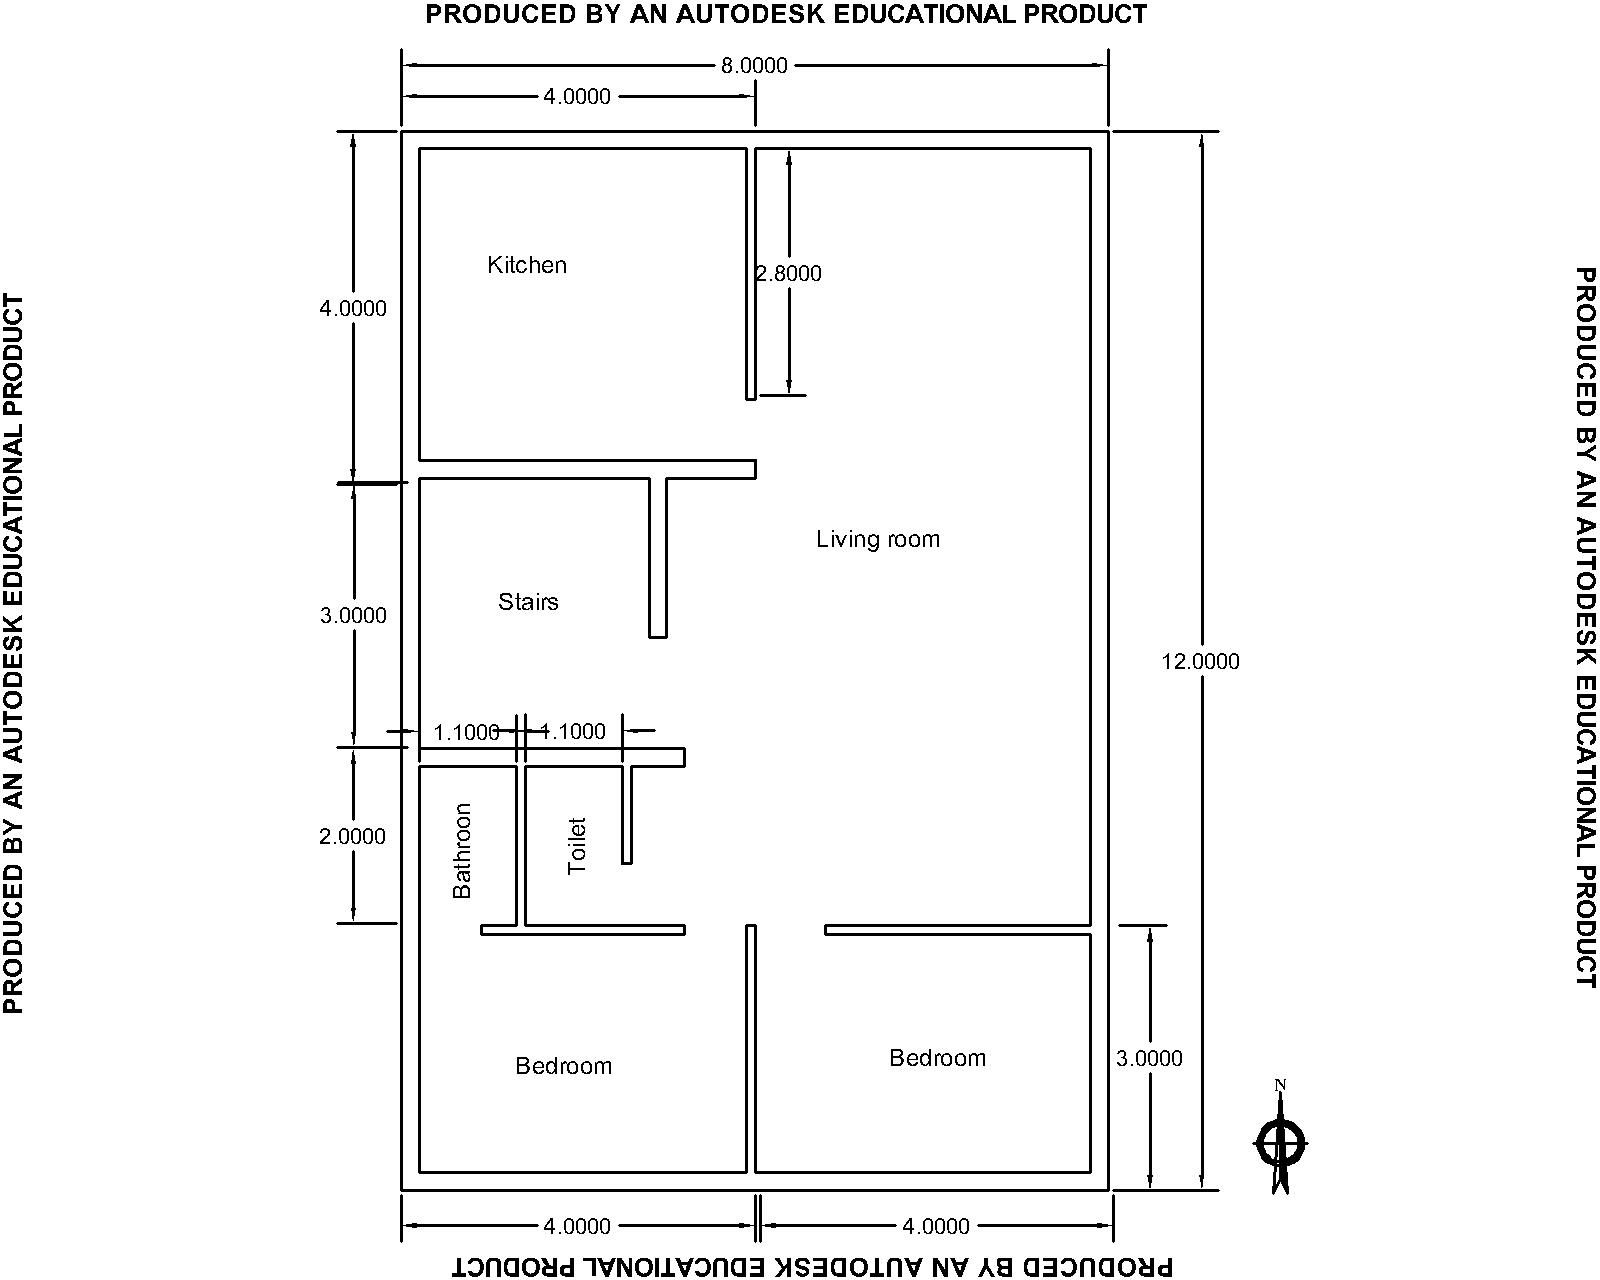 PRODUCED BY AN AUTODESK EDUCATIONAL PRODUCT
8.0000
4.0000
Kitchen
2.8000
4.0000
Living room
Stairs
3.0000
12.0000
1.1000
1.1000
2.0000
Bathroon
Toilet
Bedroom
Bedroom
3.0000
N
4.0000
4.0000
PRODUCED BY AN AUTODESK EDUCATIONAL PRODUCT
PRODUCED BY AN AUTODESK EDUCATIONAL PRODUCT
PRODUCED BY AN AUTODESK EDUCATIONAL PRODUCT